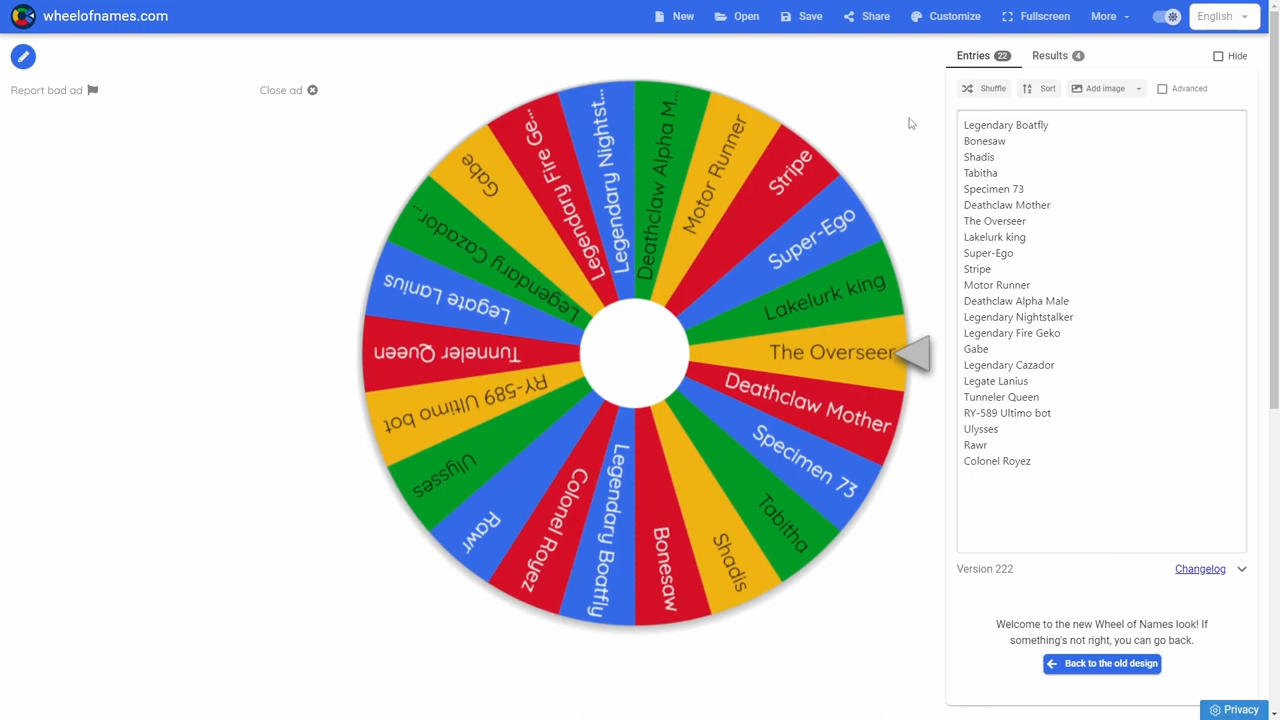 wheelofnames.com
New
Open
Save
Share
Customize
Fullscreen
More
English
Report bad ad
Close ad
Entries 22
Results 4
Hide
Shuffle
Sort
Add image
Advanced
Legendary Boatfly
Bonesaw
Shadis
Tabitha
Specimen 73
Deathclaw Mother
The Overseer
Lakelurk king
Super-Ego
Stripe
Motor Runner
Deathclaw Alpha Male
Legendary Nightstalker
Legendary Fire Geko
Gabe
Legendary Cazador
Legate Lanius
Tunneler Queen
RY-589 Ultimo bot
Ulysses
Rawr
Colonel Royez
Deathclaw Alpha M...
Motor Runner
Stripe
Super-Ego
Lakelurk king
The Overseer
Deathclaw Mother
Specimen 73
Tabitha
Shadis
Bonesaw
Legendary Boatfly
Colonel Royez
Rawr
Ulysses
RY-589 Ultimo bot
Tunneler Queen
Legate Lanius
Legendary Cazador...
Gabe
Legendary Fire Ge...
Legendary Nightst...
Version 222
Changelog
Welcome to the new Wheel of Names look! If
something's not right, you can go back.
Back to the old design
Privacy